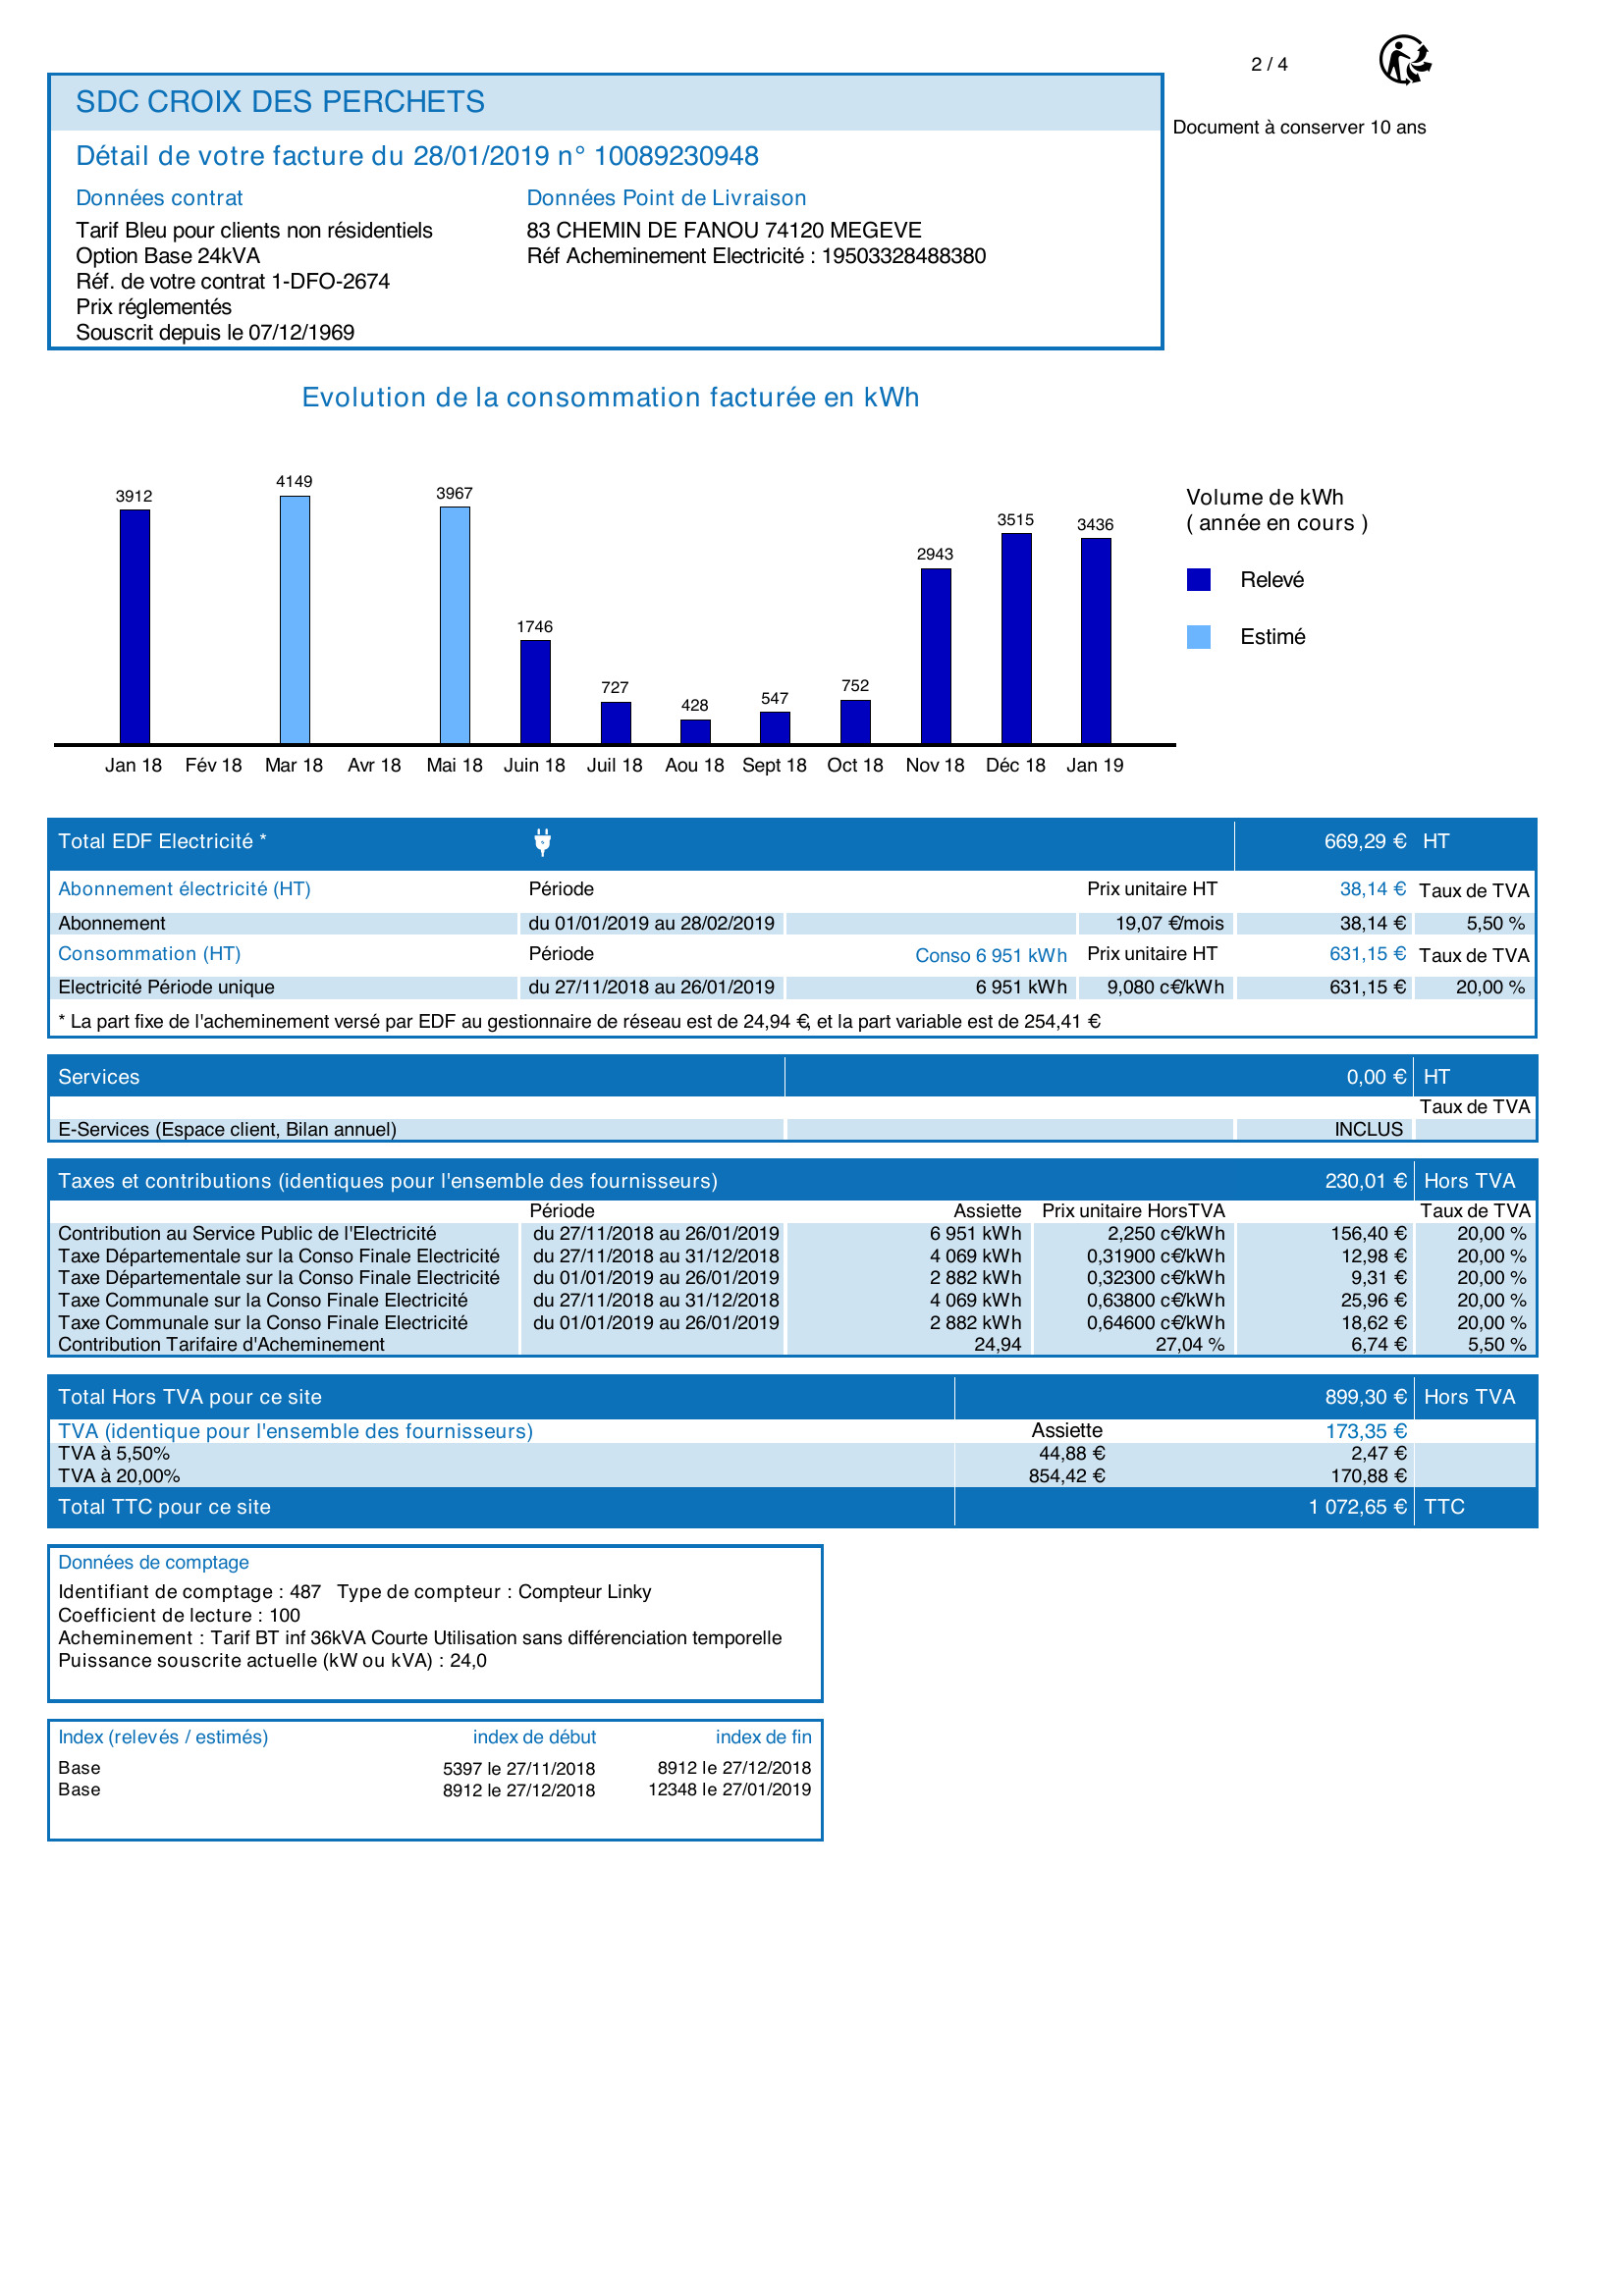 2 / 4
Document à conserver 10 ans
SDC CROIX DES PERCHETS
Détail de votre facture du 28/01/2019 n° 10089230948
Données contrat
Tarif Bleu pour clients non résidentiels
Option Base 24kVA
Réf. de votre contrat 1-DFO-2674
Prix réglementés
Souscrit depuis le 07/12/1969
Données Point de Livraison
83 CHEMIN DE FANOU 74120 MEGEVE
Réf Acheminement Electricité : 19503328488380
Evolution de la consommation facturée en kWh
3912 4149 3967 1746 727 428 547 752 2943 3515 3436
Jan 18 Fév 18 Mar 18 Avr 18 Mai 18 Juin 18 Juil 18 Aou 18 Sept 18 Oct 18 Nov 18 Déc 18 Jan 19
Volume de kWh
( année en cours )
Relevé
Estimé
Total EDF Electricité * 669,29 € HT
Abonnement électricité (HT) Période Prix unitaire HT 38,14 € Taux de TVA
Abonnement du 01/01/2019 au 28/02/2019 19,07 €/mois 38,14 € 5,50 %
Consommation (HT) Période Conso 6 951 kWh Prix unitaire HT 631,15 € Taux de TVA
Electricité Période unique du 27/11/2018 au 26/01/2019 6 951 kWh 9,080 c€/kWh 631,15 € 20,00 %
* La part fixe de l'acheminement versé par EDF au gestionnaire de réseau est de 24,94 €, et la part variable est de 254,41 €
Services 0,00 € HT
Taux de TVA
E-Services (Espace client, Bilan annuel) INCLUS
Taxes et contributions (identiques pour l'ensemble des fournisseurs) 230,01 € Hors TVA
Période Assiette Prix unitaire HorsTVA Taux de TVA
Contribution au Service Public de l'Electricité du 27/11/2018 au 26/01/2019 6 951 kWh 2,250 c€/kWh 156,40 € 20,00 %
Taxe Départementale sur la Conso Finale Electricité du 27/11/2018 au 31/12/2018 4 069 kWh 0,31900 c€/kWh 12,98 € 20,00 %
Taxe Départementale sur la Conso Finale Electricité du 01/01/2019 au 26/01/2019 2 882 kWh 0,32300 c€/kWh 9,31 € 20,00 %
Taxe Communale sur la Conso Finale Electricité du 27/11/2018 au 31/12/2018 4 069 kWh 0,63800 c€/kWh 25,96 € 20,00 %
Taxe Communale sur la Conso Finale Electricité du 01/01/2019 au 26/01/2019 2 882 kWh 0,64600 c€/kWh 18,62 € 20,00 %
Contribution Tarifaire d'Acheminement 24,94 27,04 % 6,74 € 5,50 %
Total Hors TVA pour ce site 899,30 € Hors TVA
TVA (identique pour l'ensemble des fournisseurs) Assiette 173,35 €
TVA à 5,50% 44,88 € 2,47 €
TVA à 20,00% 854,42 € 170,88 €
Total TTC pour ce site 1 072,65 € TTC
Données de comptage
Identifiant de comptage : 487 Type de compteur : Compteur Linky
Coefficient de lecture : 100
Acheminement : Tarif BT inf 36kVA Courte Utilisation sans différenciation temporelle
Puissance souscrite actuelle (kW ou kVA) : 24,0
Index (relevés / estimés) index de début index de fin
Base 5397 le 27/11/2018 8912 le 27/12/2018
Base 8912 le 27/12/2018 12348 le 27/01/2019